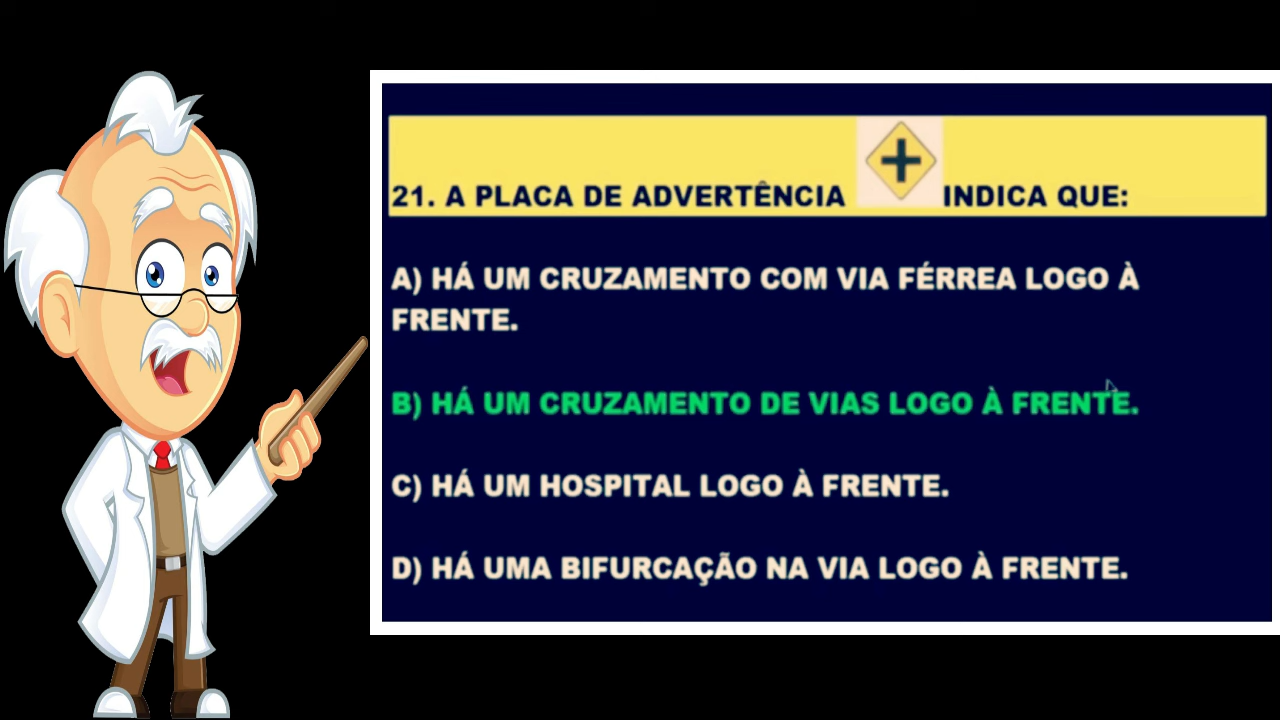 21. A PLACA DE ADVERTÊNCIA INDICA QUE:
A) HÁ UM CRUZAMENTO COM VIA FÉRREA LOGO À
FRENTE.
B) HÁ UM CRUZAMENTO DE VIAS LOGO À FRENTE.
C) HÁ UM HOSPITAL LOGO À FRENTE.
D) HÁ UMA BIFURCAÇÃO NA VIA LOGO À FRENTE.